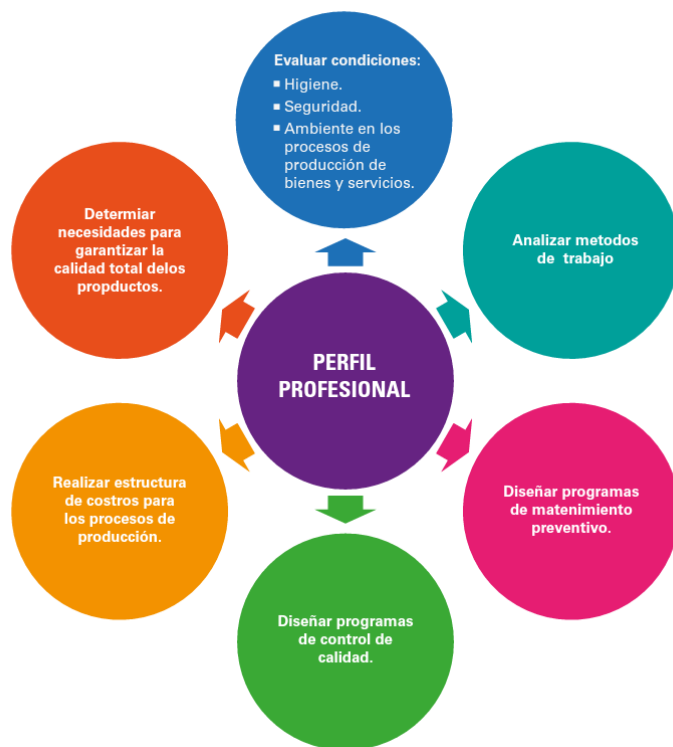 Evaluar condiciones:
▪ Higiene.
▪ Seguridad.
▪ Ambiente en los
procesos de
producción de
bienes y servicios.
Determiar
necesidades para
garantizar la
calidad total delos
propductos.
Analizar metodos
de trabajo
PERFIL
PROFESIONAL
Realizar estructura
de costros para
los procesos de
producción.
Diseñar programas
de matenimiento
preventivo.
Diseñar programas
de control de
calidad.